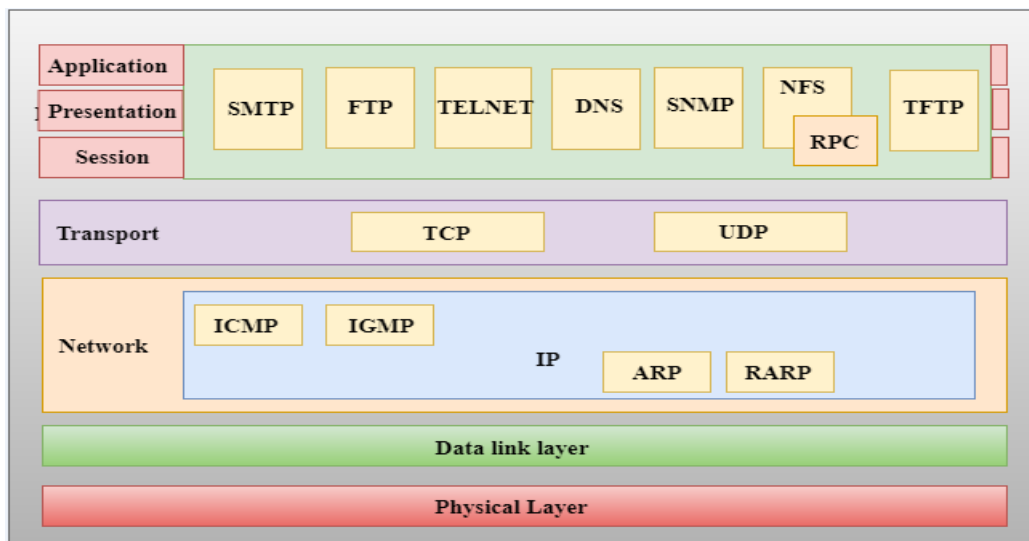 Application
Presentation
Session
SMTP
FTP
TELNET
DNS
SNMP
NFS
RPC
TFTP
Transport
TCP
UDP
Network
ICMP
IGMP
IP
ARP
RARP
Data link layer
Physical Layer